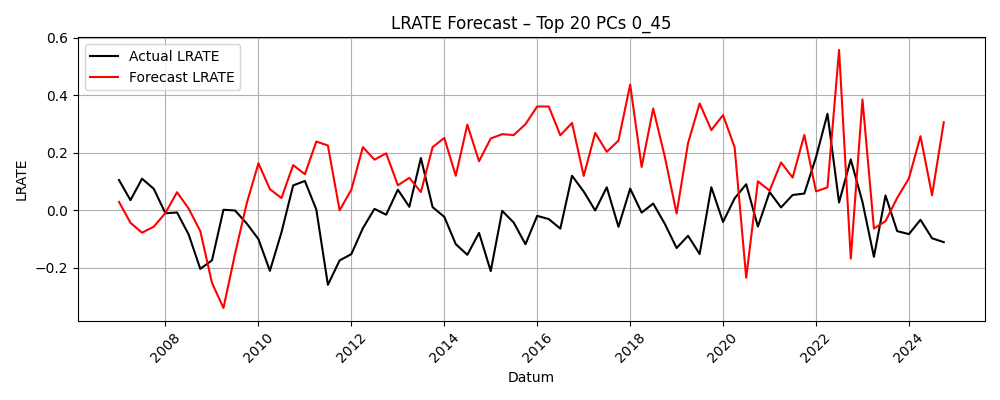 LRATE Forecast – Top 20 PCs 0_45
Actual LRATE
Forecast LRATE
0.6
0.4
0.2
0.0
−0.2
LRATE
2008
2010
2012
2014
2016
2018
2020
2022
2024
Datum